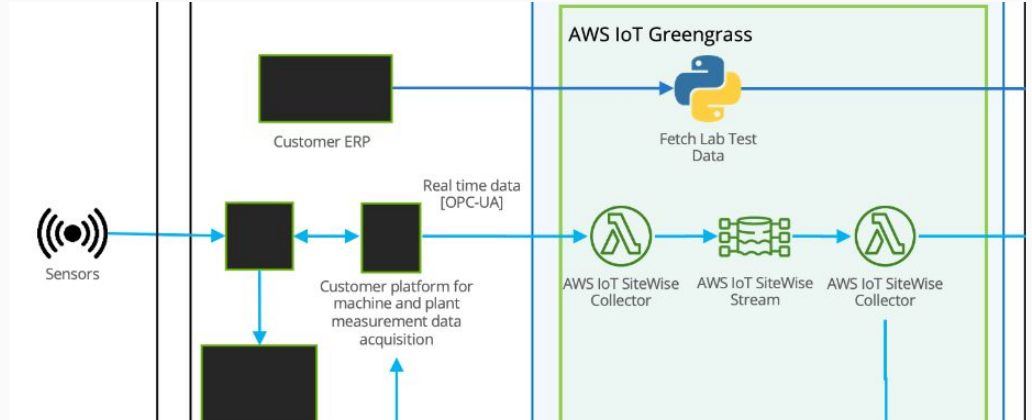 AWS IoT Greengrass
Customer ERP
Fetch Lab Test
Data
Real time data
[OPC-UA]
Sensors
Customer platform for
machine and plant
measurement data
acquisition
AWS IoT SiteWise
Collector
AWS IoT SiteWise
Stream
AWS IoT SiteWise
Collector